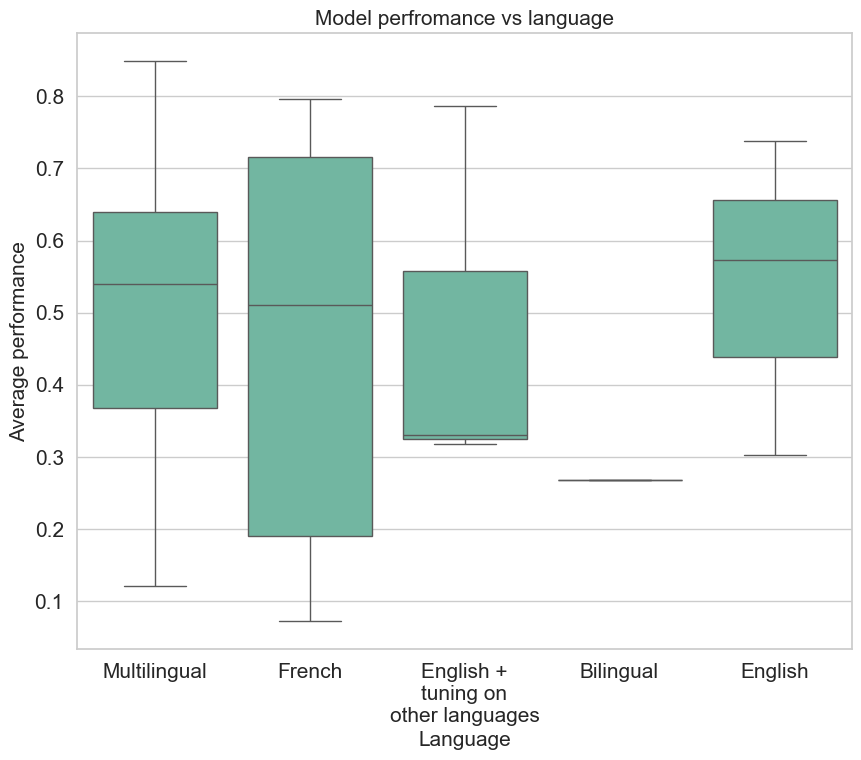 Model perfromance vs language
Average performance
0.8
0.7
0.6
0.5
0.4
0.3
0.2
0.1
Multilingual
French
English +
tuning on
other languages
Bilingual
English
Language